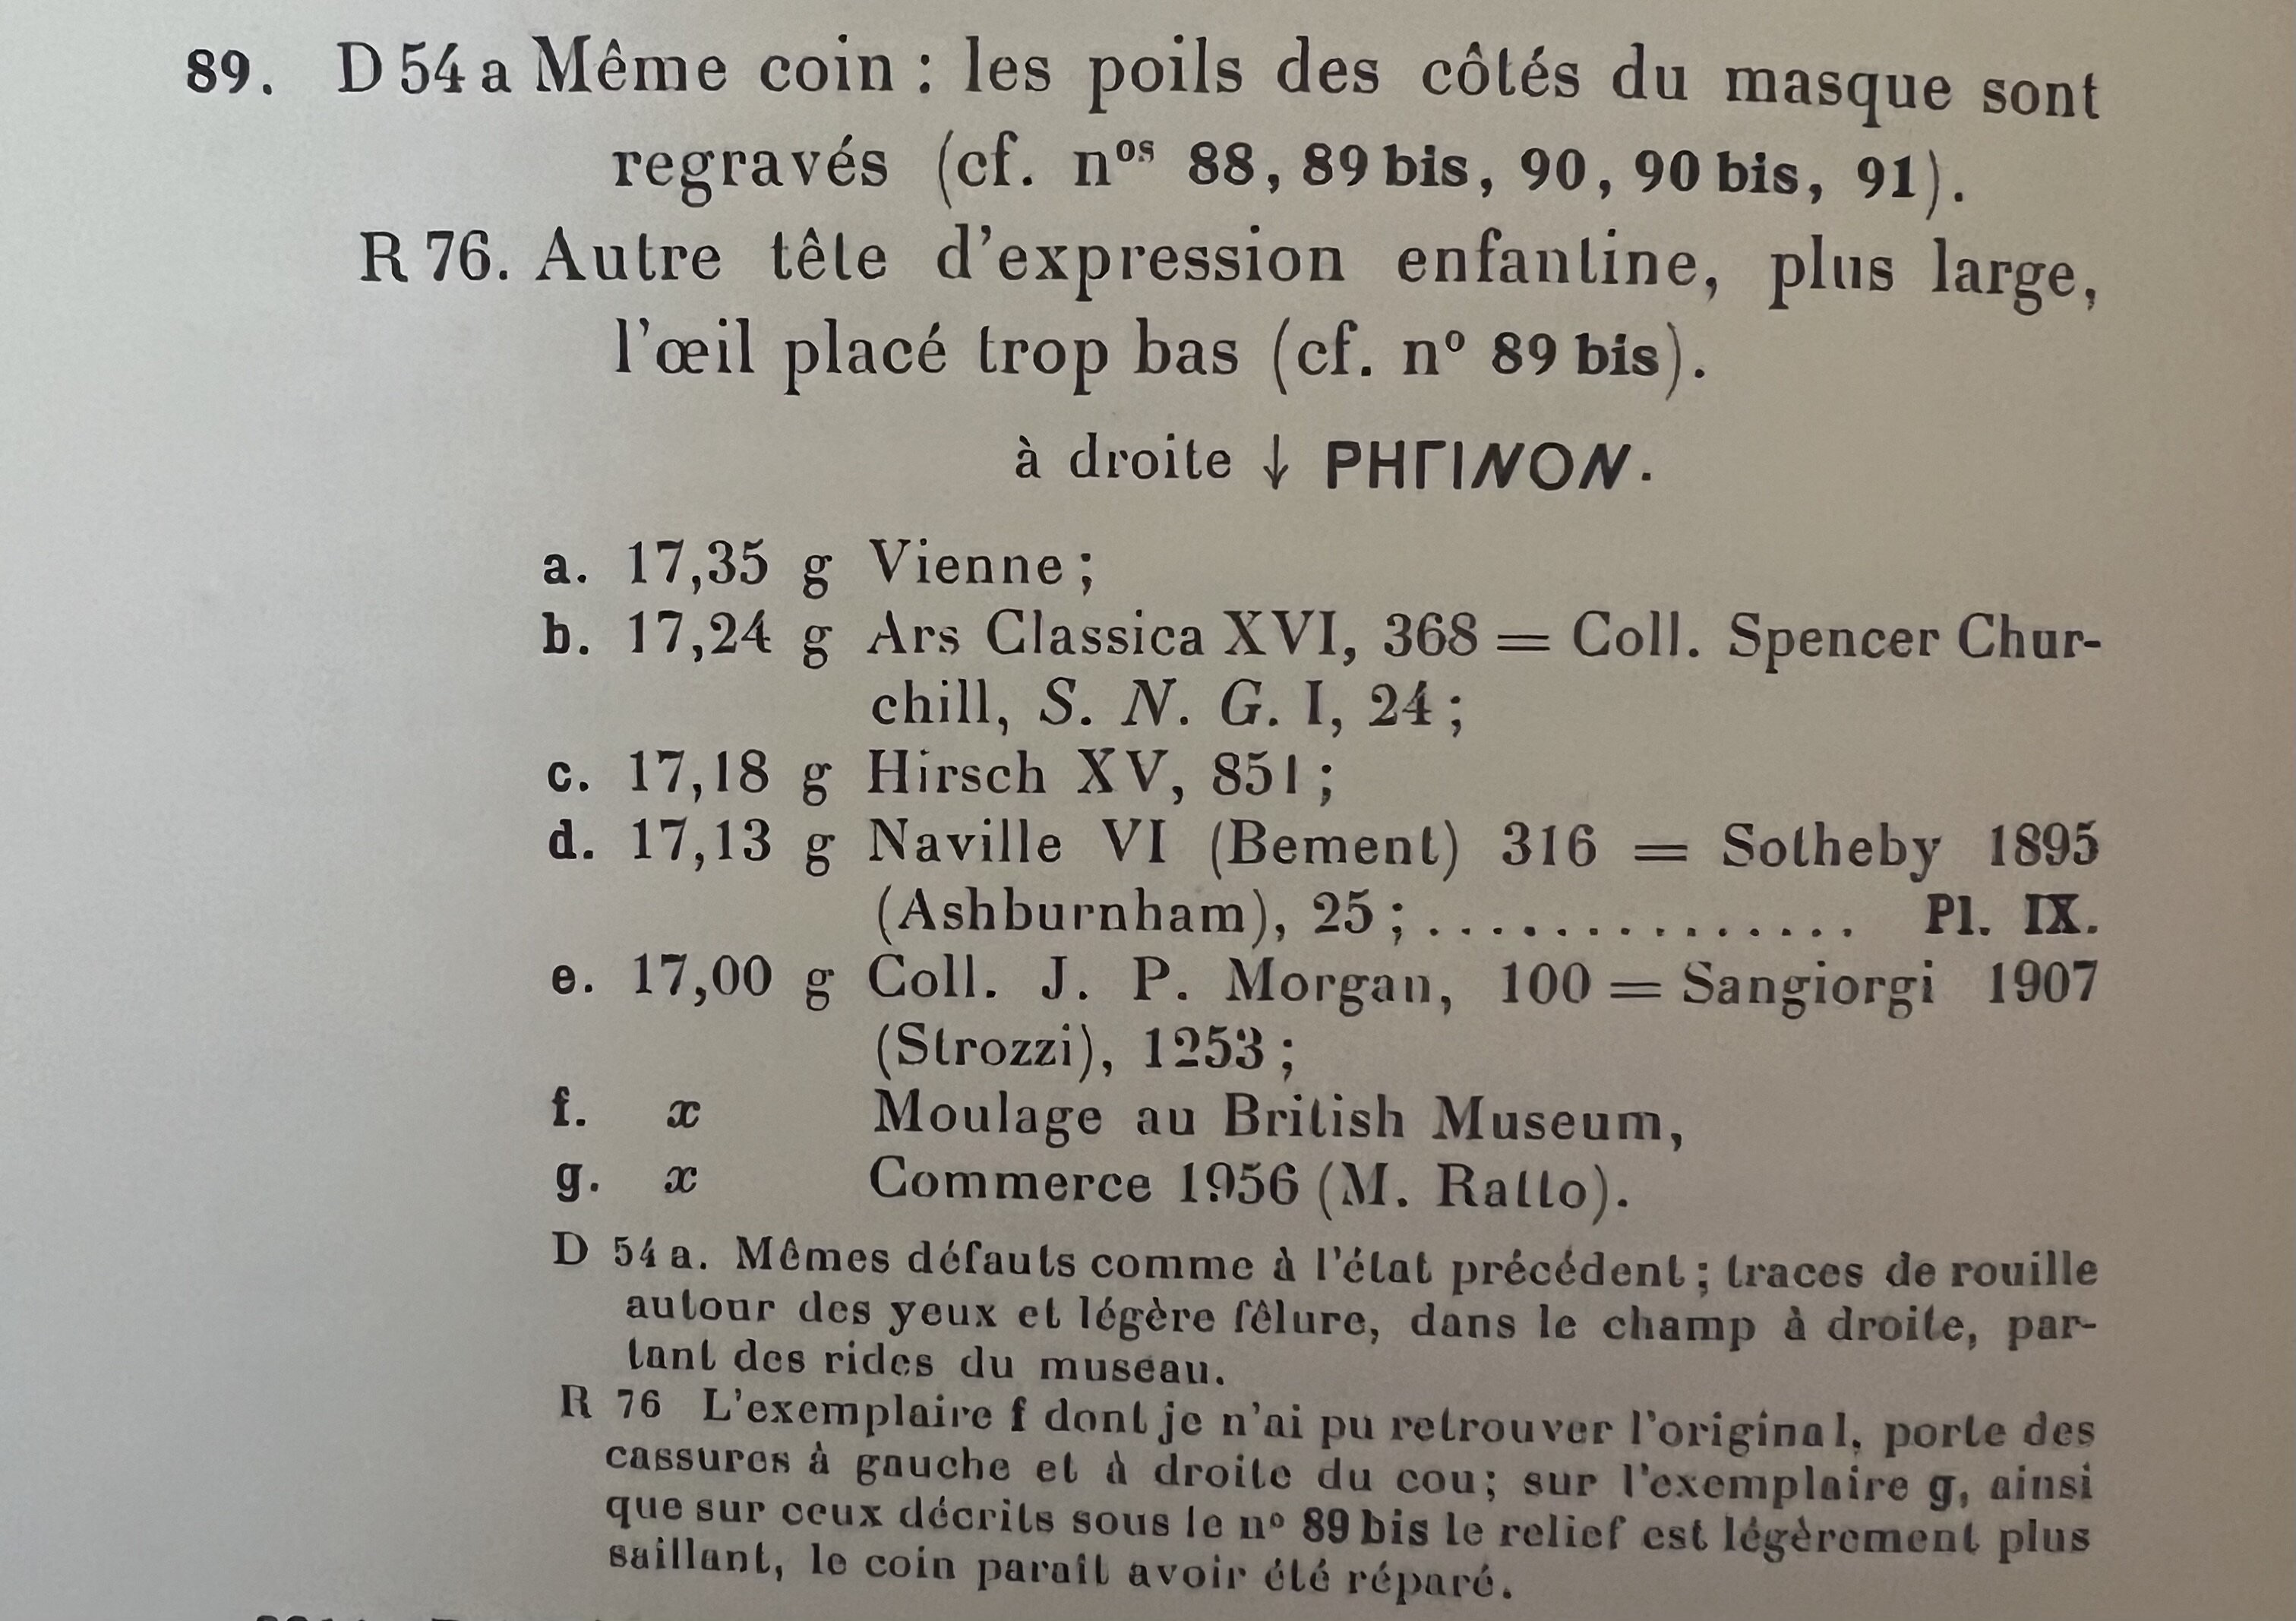 89. D 54 a Même coin : les poils des côtés du masque sont
regravés (cf. nᵒˢ 88, 89 bis, 90, 90 bis, 91).
R 76. Autre tête d'expression enfantine, plus large,
l'œil placé trop bas (cf. nº 89 bis).
à droite ↓ ΡΗΓΙΝΟΝ.
a. 17,35 g Vienne ;
b. 17,24 g Ars Classica XVI, 368 = Coll. Spencer Chur-
chill, S. N. G. I, 24 ;
c. 17,18 g Hirsch XV, 851 ;
d. 17,13 g Naville VI (Bement) 316 = Sotheby 1895
(Ashburnham), 25 ; . . . . . . . . . . . . . . . Pl. IX.
e. 17,00 g Coll. J. P. Morgan, 100 = Sangiorgi 1907
(Strozzi), 1253 ;
f. x Moulage au British Museum,
g. x Commerce 1956 (M. Ratto).
D 54 a. Mêmes défauts comme à l'état précédent ; traces de rouille
autour des yeux et légère fêlure, dans le champ à droite, par-
tant des rides du museau.
R 76 L'exemplaire f dont je n'ai pu retrouver l'original, porte des
cassures à gauche et à droite du cou ; sur l'exemplaire g, ainsi
que sur ceux décrits sous le nº 89 bis le relief est légèrement plus
saillant, le coin paraît avoir été réparé.